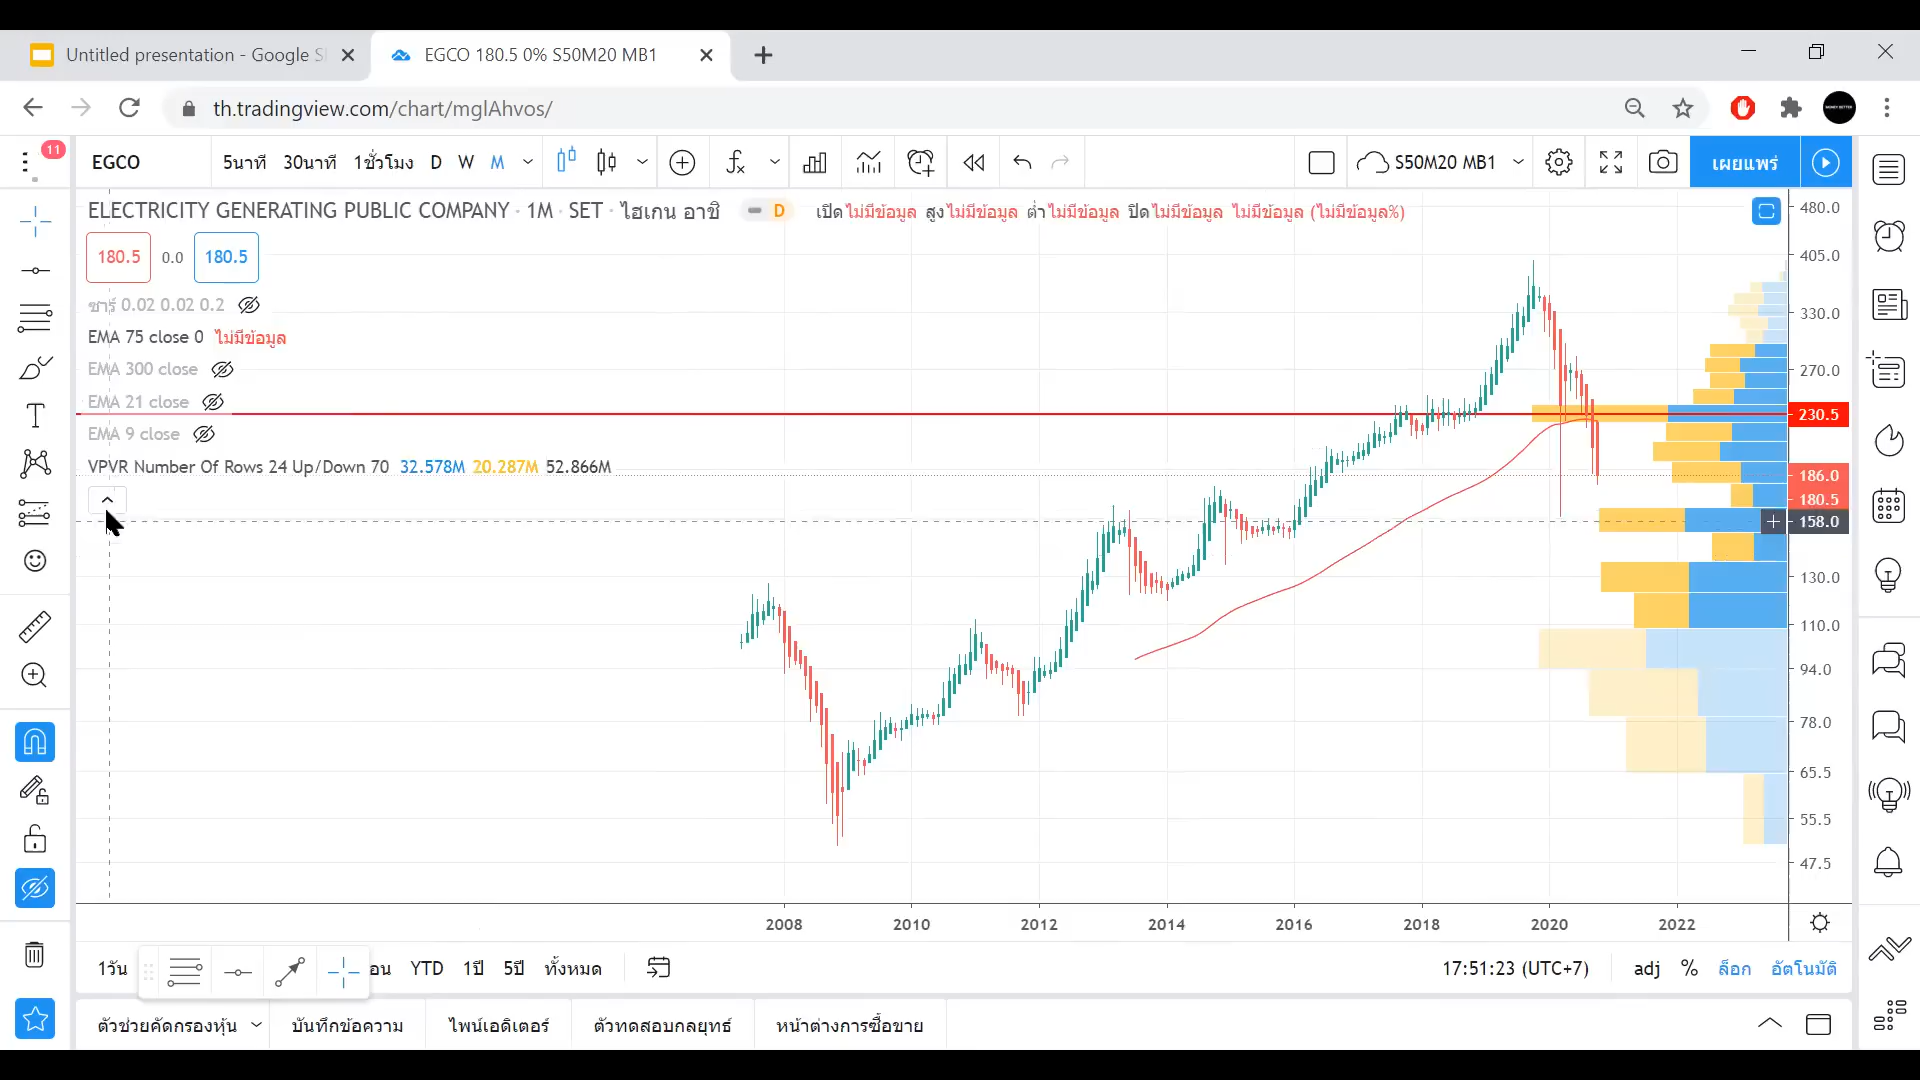 Untitled presentation - Google S
EGCO 180.5 0% S50M20 MB1
th.tradingview.com/chart/mglAhvos/
11
EGCO
5นาที 30นาที 1ชั่วโมง D W M
S50M20 MB1
เผยแพร่
ELECTRICITY GENERATING PUBLIC COMPANY · 1M · SET · ไฮเกน อาชิ D เปิดไม่มีข้อมูล สูงไม่มีข้อมูล ต่ำไม่มีข้อมูล ปิดไม่มีข้อมูล ไม่มีข้อมูล (ไม่มีข้อมูล%)
180.5 0.0 180.5
ซาร์ 0.02 0.02 0.2
EMA 75 close 0 ไม่มีข้อมูล
EMA 300 close
EMA 21 close
EMA 9 close
VPVR Number Of Rows 24 Up/Down 70 32.578M 20.287M 52.866M
480.0
405.0
330.0
270.0
230.5
186.0
180.5
158.0
130.0
110.0
94.0
78.0
65.5
55.5
47.5
2008 2010 2012 2014 2016 2018 2020 2022
1วัน อน YTD 1ปี 5ปี ทั้งหมด
17:51:23 (UTC+7) adj % ล็อก อัตโนมัติ
ตัวช่วยคัดกรองหุ้น บันทึกข้อความ ไพน์เอดิเตอร์ ตัวทดสอบกลยุทธ์ หน้าต่างการซื้อขาย